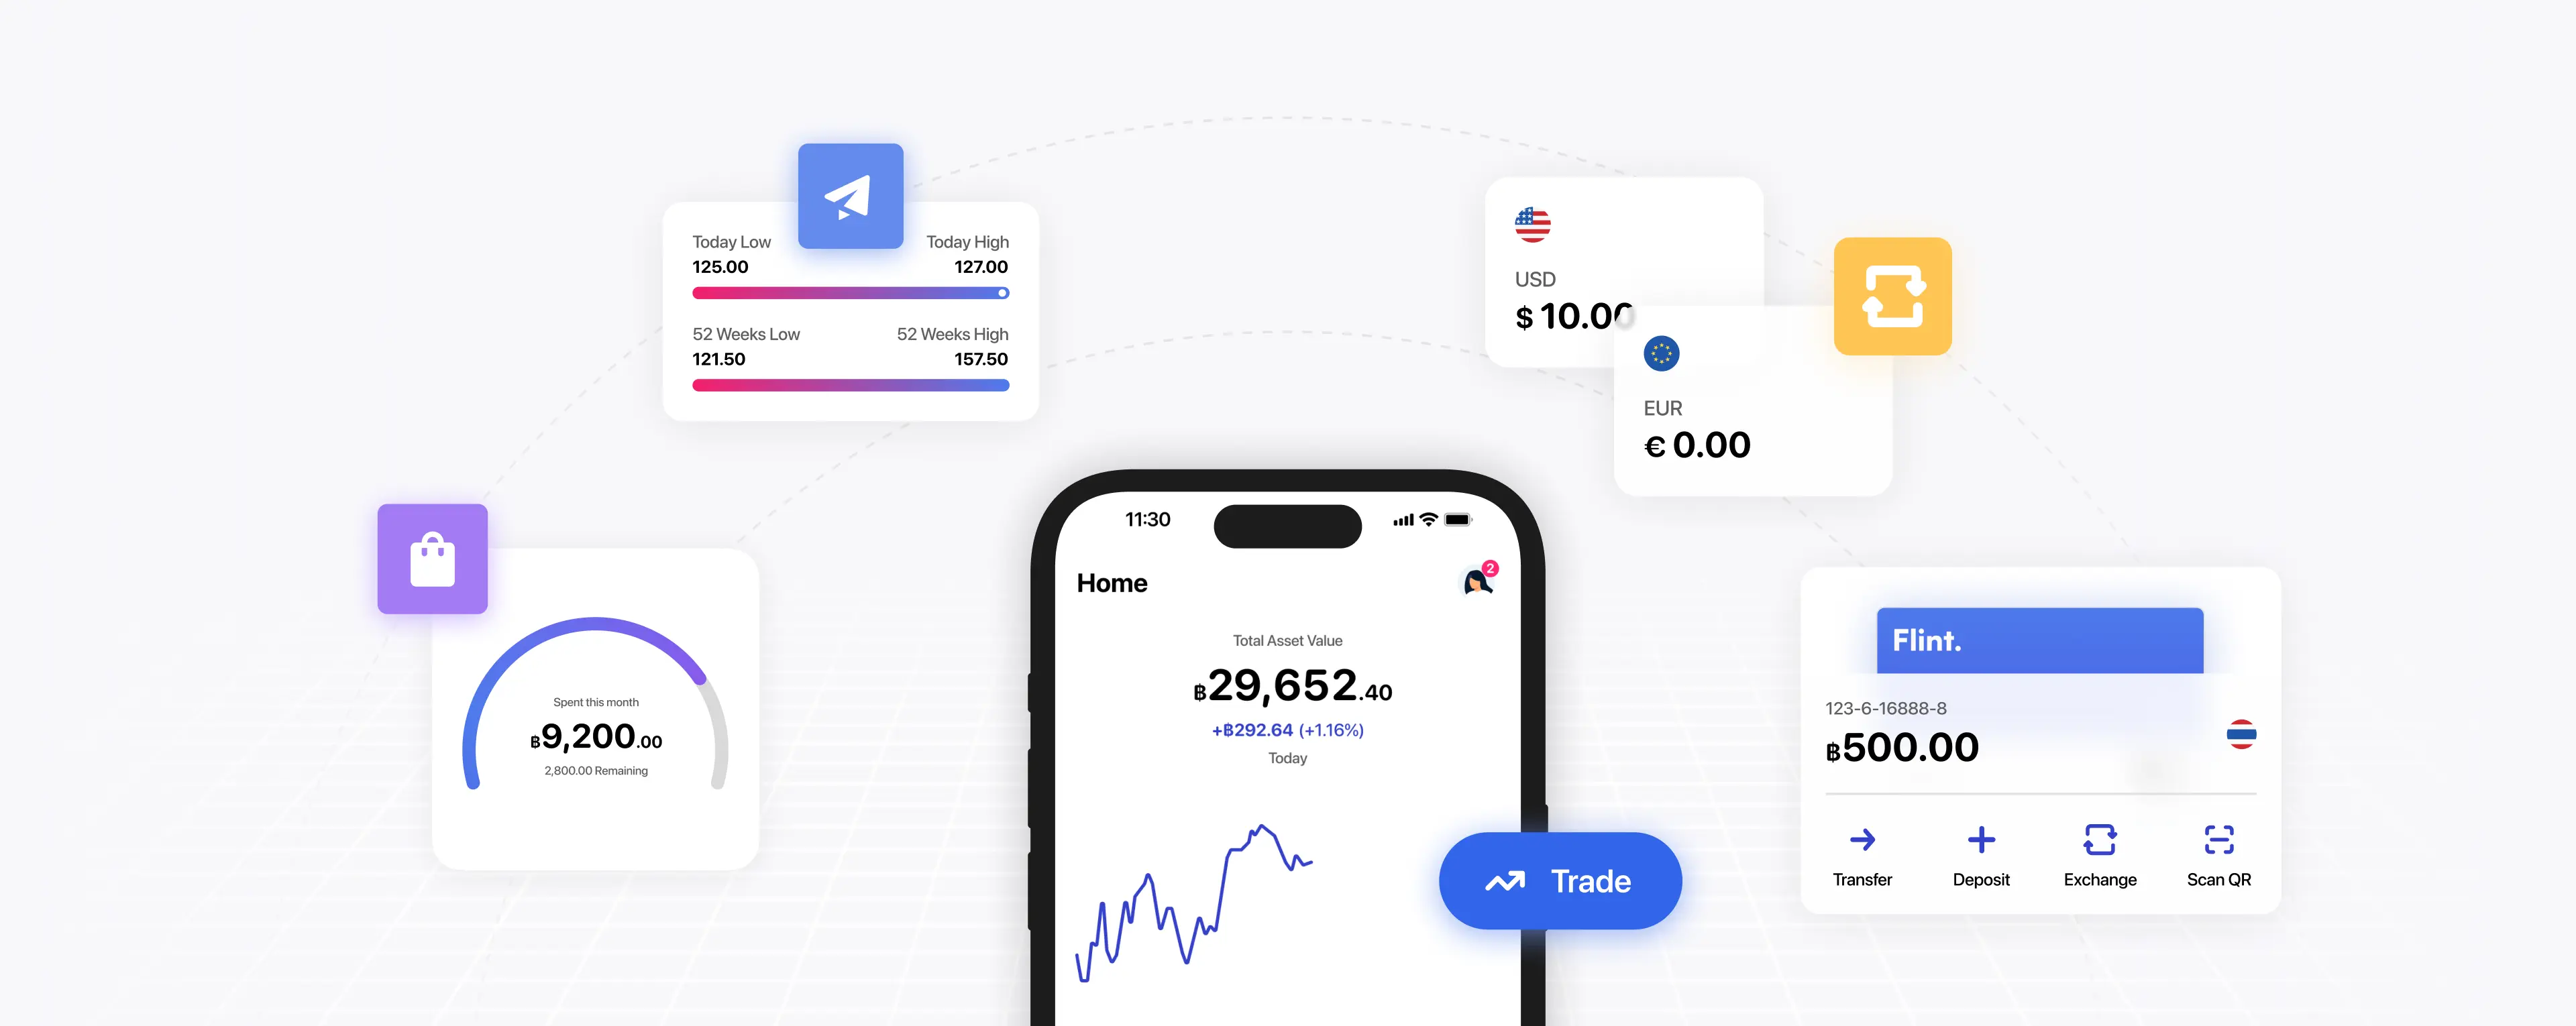 Today Low
Today High
125.00
127.00
52 Weeks Low
52 Weeks High
121.50
157.50
USD
$ 10.00
EUR
€ 0.00
Spent this month
฿9,200.00
2,800.00 Remaining
11:30
Home
2
Total Asset Value
฿29,652.40
+฿292.64 (+1.16%)
Today
Trade
Flint.
123-6-16888-8
฿500.00
Transfer
Deposit
Exchange
Scan QR